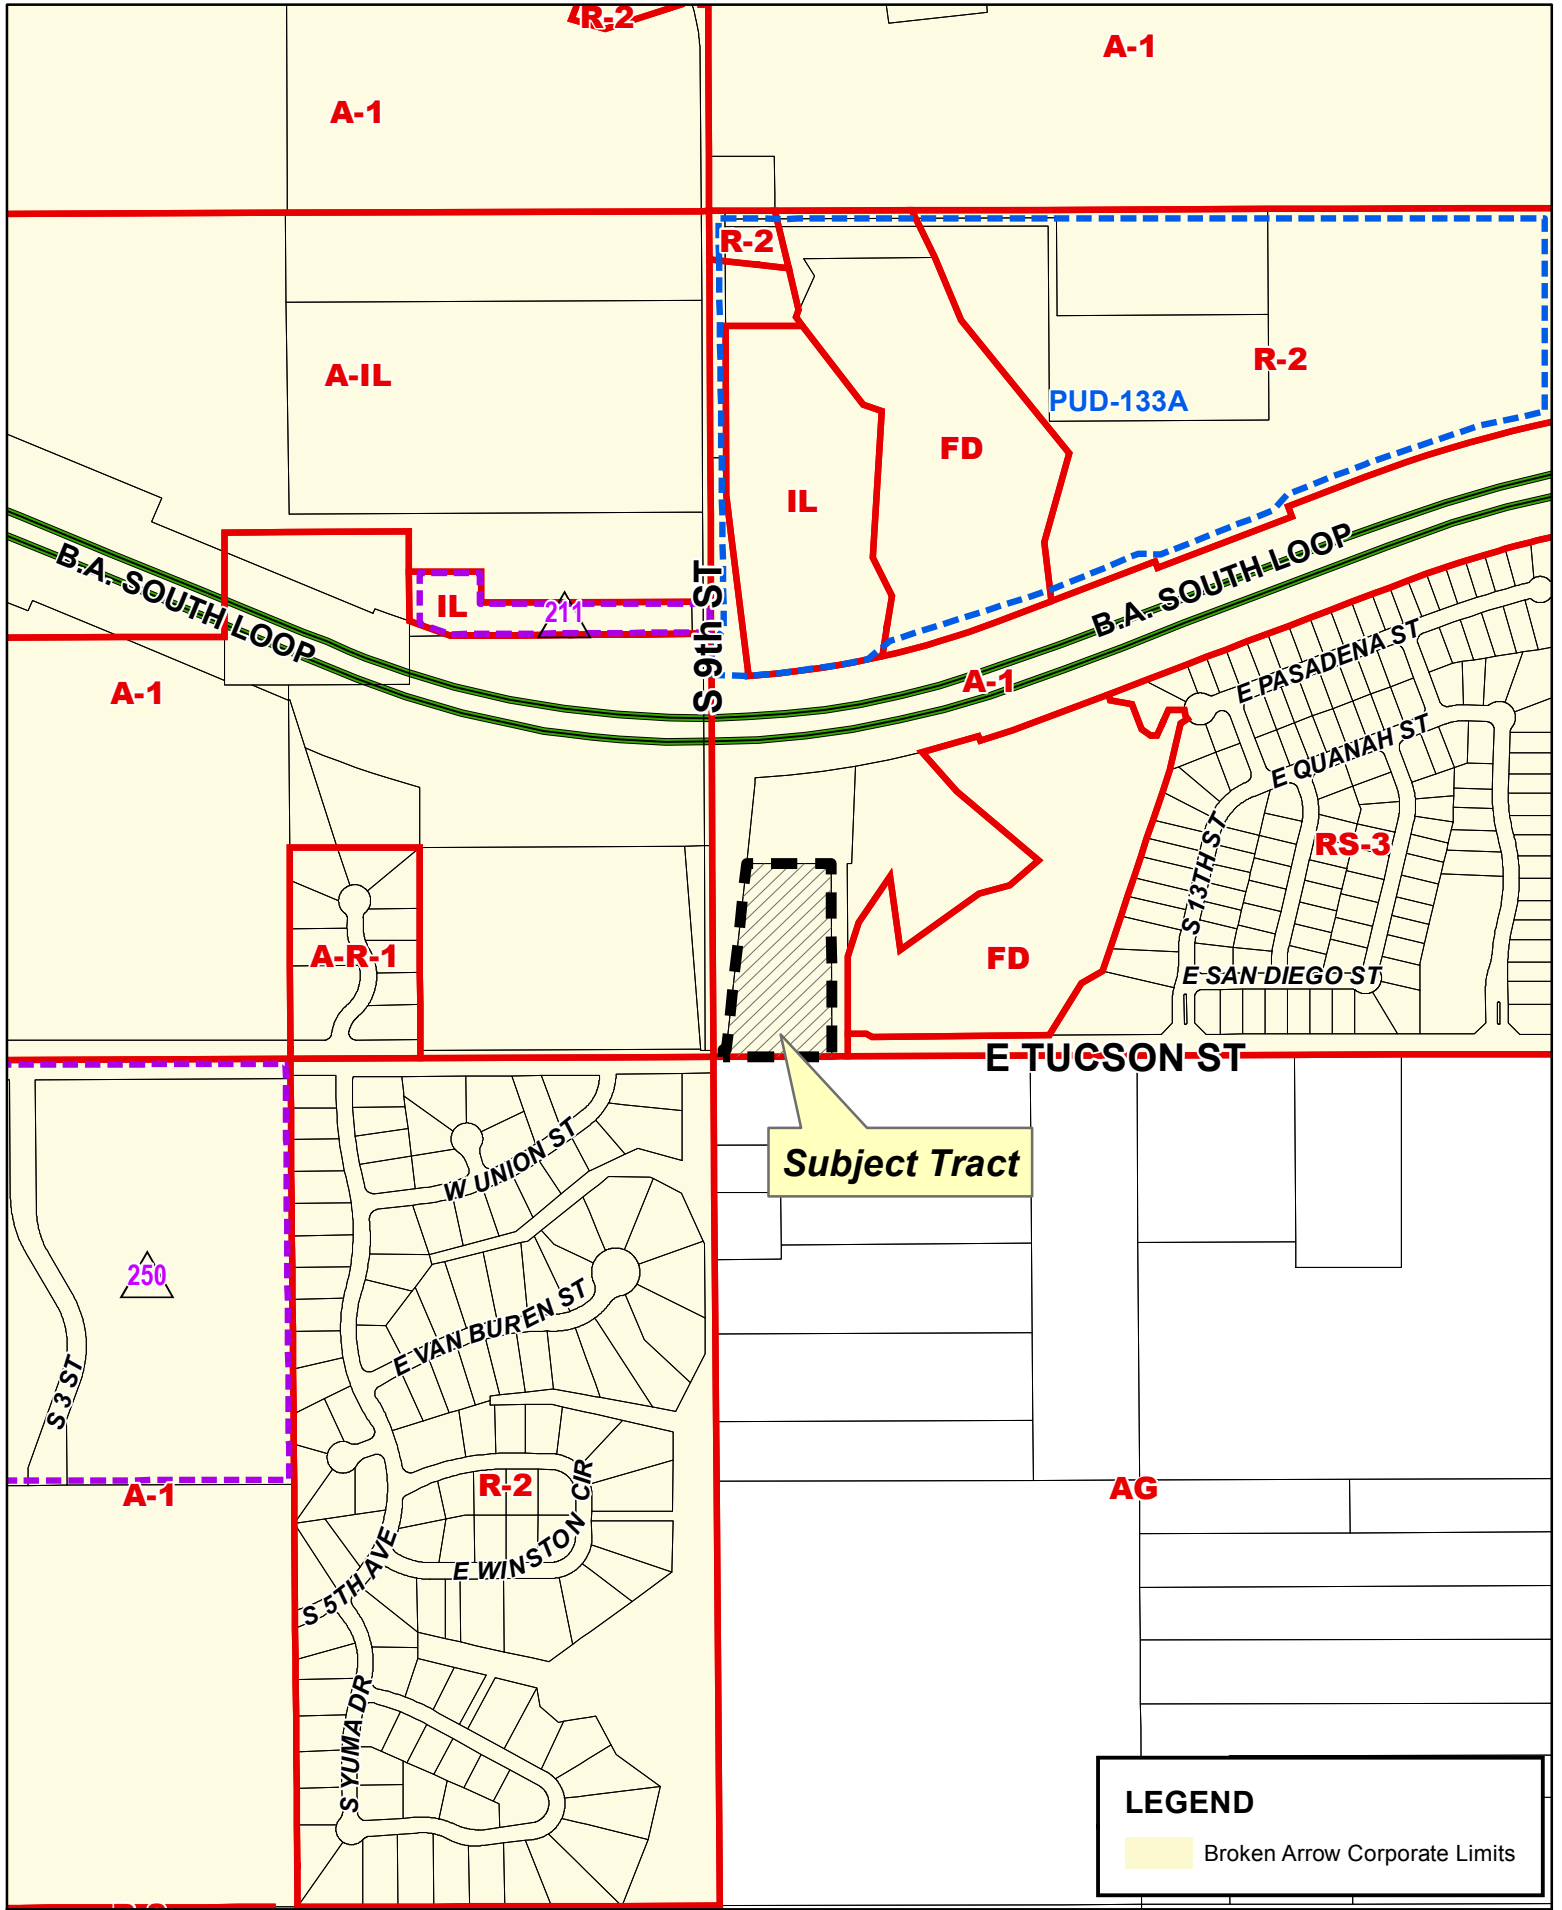 R-2
A-1
A-1
R-2
A-IL
R-2
PUD-133A
FD
IL
B.A. SOUTH LOOP
IL
211
S 9th ST
B.A. SOUTH LOOP
A-1
A-1
E PASADENA ST
E QUANAH ST
S 13TH ST
RS-3
A-R-1
FD
E SAN DIEGO ST
E TUCSON ST
Subject Tract
W UNION ST
250
E VAN BUREN ST
S 3 ST
A-1
R-2
E WINSTON CIR
AG
S 5TH AVE
S YUMA DR
LEGEND
Broken Arrow Corporate Limits